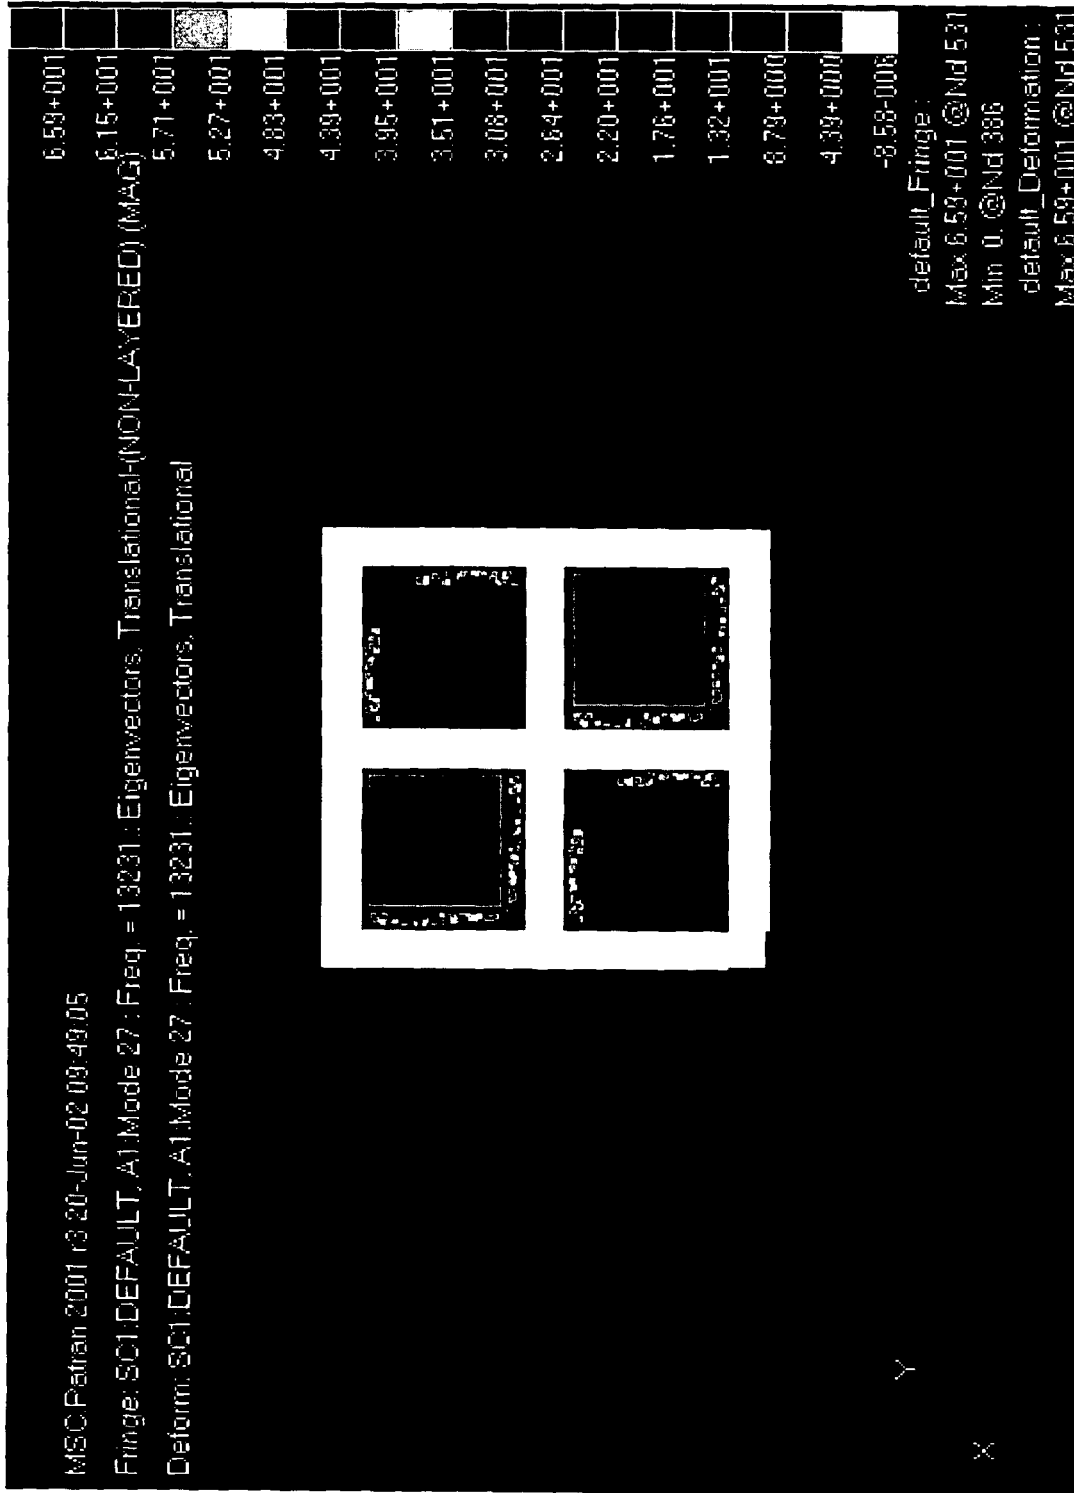 MSC.Patran 2001 r3 20-Jun-02 09:49:05
Fringe: SC1:DEFAULT, A1:Mode 27 : Freq. = 13231.: Eigenvectors, Translational-(NON-LAYERED) (MAG)
Deform: SC1:DEFAULT, A1:Mode 27 : Freq. = 13231.: Eigenvectors, Translational
6.59+001
6.15+001
5.71+001
5.27+001
4.83+001
4.39+001
3.95+001
3.51+001
3.08+001
2.64+001
2.20+001
1.76+001
1.32+001
8.79+000
4.39+000
-8.58-006
default_Fringe :
Max 6.59+001 @Nd 531
Min 0. @Nd 386
default_Deformation :
Max 6.59+001 @Nd 531
Y
X